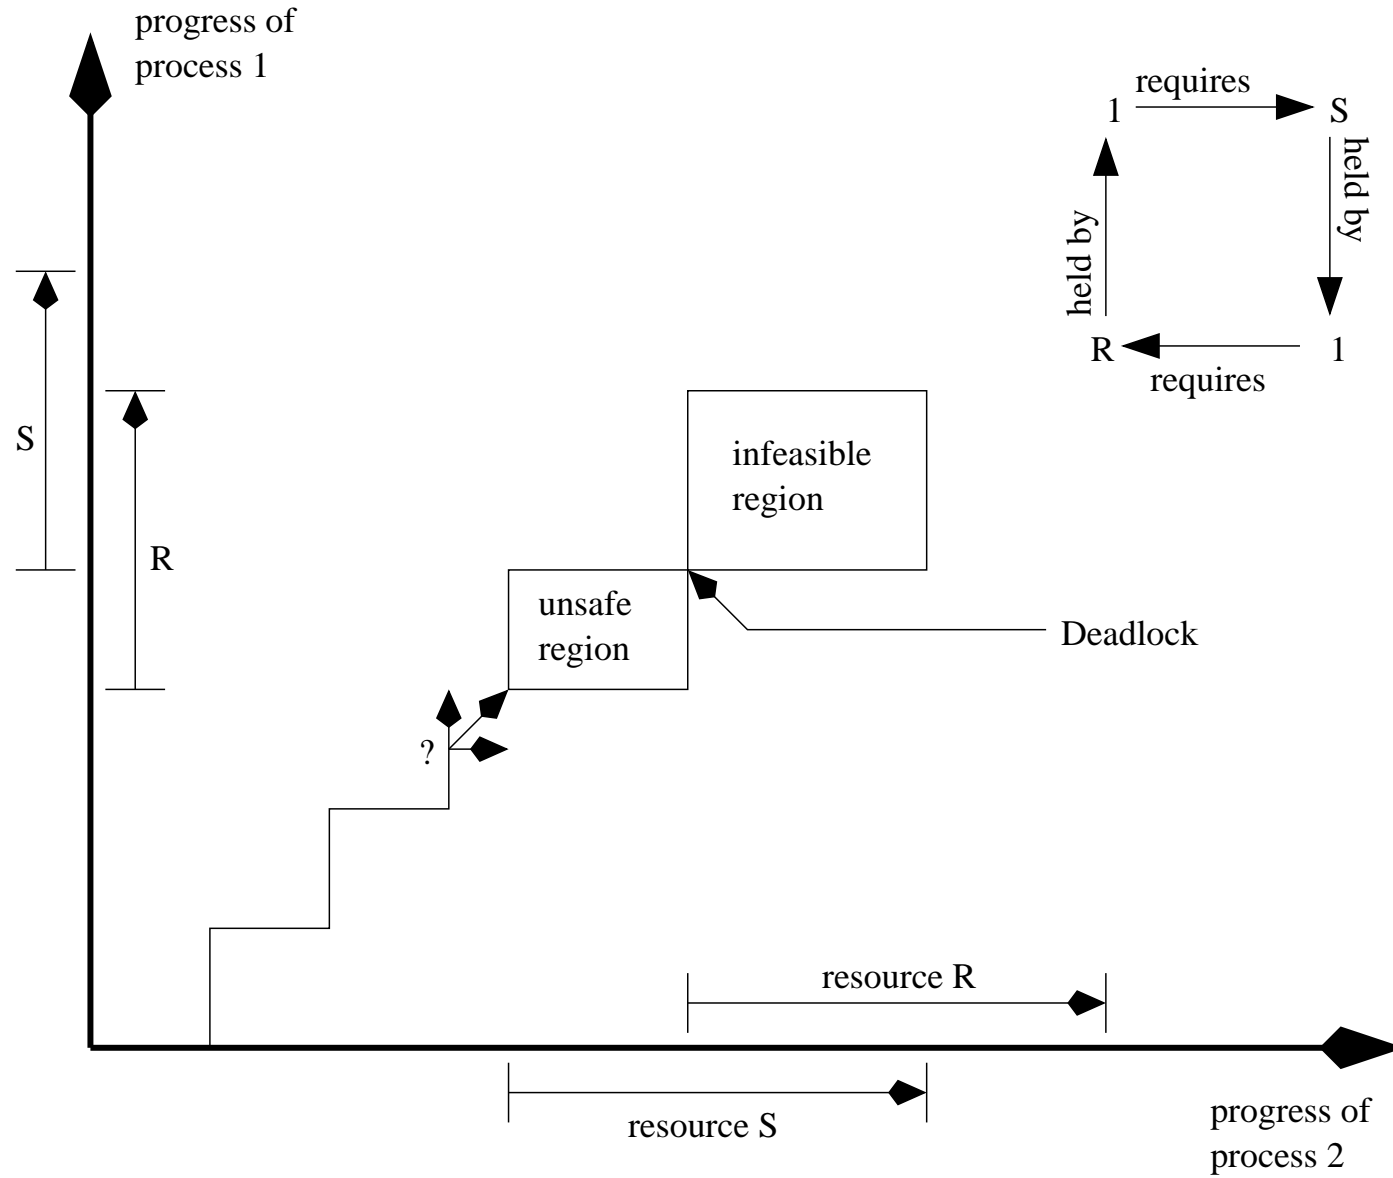 progress of
process 1
requires
1
S
held by
held by
R
1
requires
S
R
infeasible
region
unsafe
region
Deadlock
?
resource R
resource S
progress of
process 2